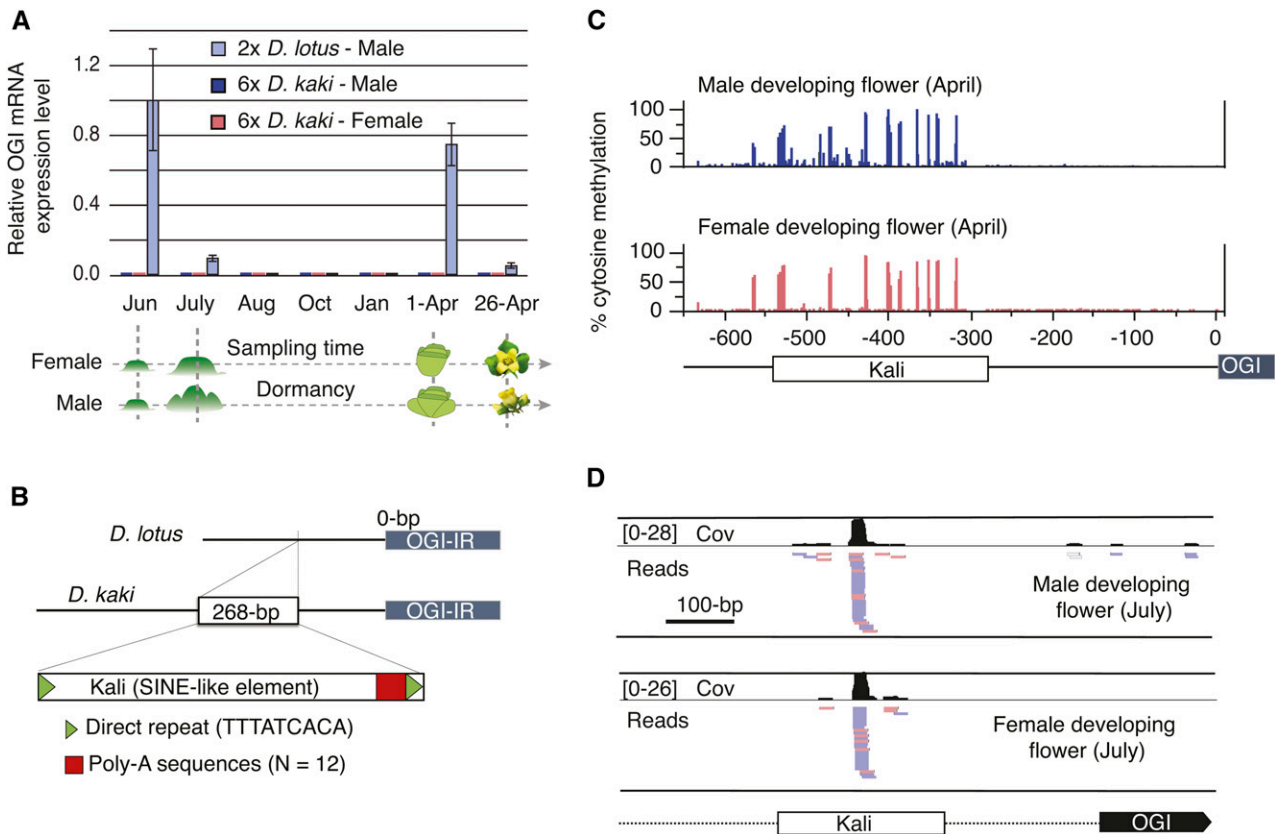 A
Relative OGI mRNA
expression level
1.2
0.8
0.4
0.0
2x D. lotus - Male
6x D. kaki - Male
6x D. kaki - Female
Jun July Aug Oct Jan 1-Apr 26-Apr
Female Sampling time
Male Dormancy
B
D. lotus
0-bp
OGI-IR
D. kaki
268-bp
OGI-IR
Kali (SINE-like element)
Direct repeat (TTTATCACA)
Poly-A sequences (N = 12)
C
% cytosine methylation
Male developing flower (April)
100
50
0
Female developing flower (April)
100
50
0
-600 -500 -400 -300 -200 -100 0
Kali
OGI
D
[0-28] Cov
Reads
100-bp
Male developing
flower (July)
[0-26] Cov
Reads
Female developing
flower (July)
Kali
OGI